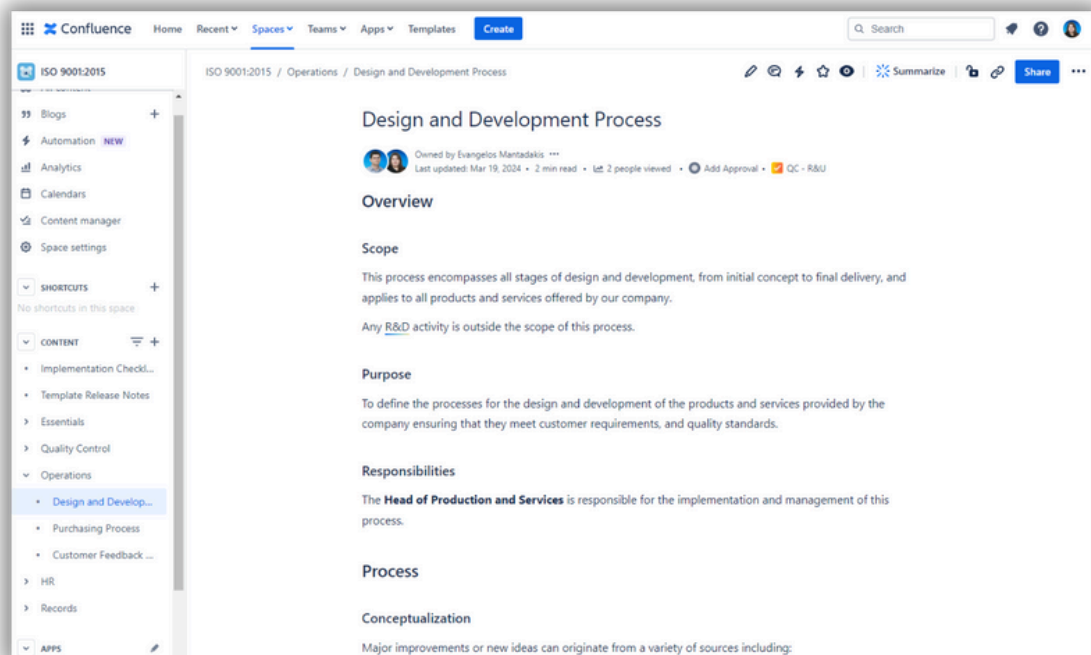 Confluence
Home
Recent
Spaces
Teams
Apps
Templates
Create
Search
ISO 9001:2015
Blogs
Automation NEW
Analytics
Calendars
Content manager
Space settings
SHORTCUTS
No shortcuts in this space
CONTENT
Implementation Checkl...
Template Release Notes
Essentials
Quality Control
Operations
Design and Develop...
Purchasing Process
Customer Feedback ...
HR
Records
APPS
ISO 9001:2015 / Operations / Design and Development Process
Summarize
Share
Design and Development Process
Owned by Evangelos Mantadakis
Last updated: Mar 19, 2024 • 2 min read • 2 people viewed • Add Approval • QC - R&U
Overview
Scope
This process encompasses all stages of design and development, from initial concept to final delivery, and
applies to all products and services offered by our company.
Any R&D activity is outside the scope of this process.
Purpose
To define the processes for the design and development of the products and services provided by the
company ensuring that they meet customer requirements, and quality standards.
Responsibilities
The Head of Production and Services is responsible for the implementation and management of this
process.
Process
Conceptualization
Major improvements or new ideas can originate from a variety of sources including: